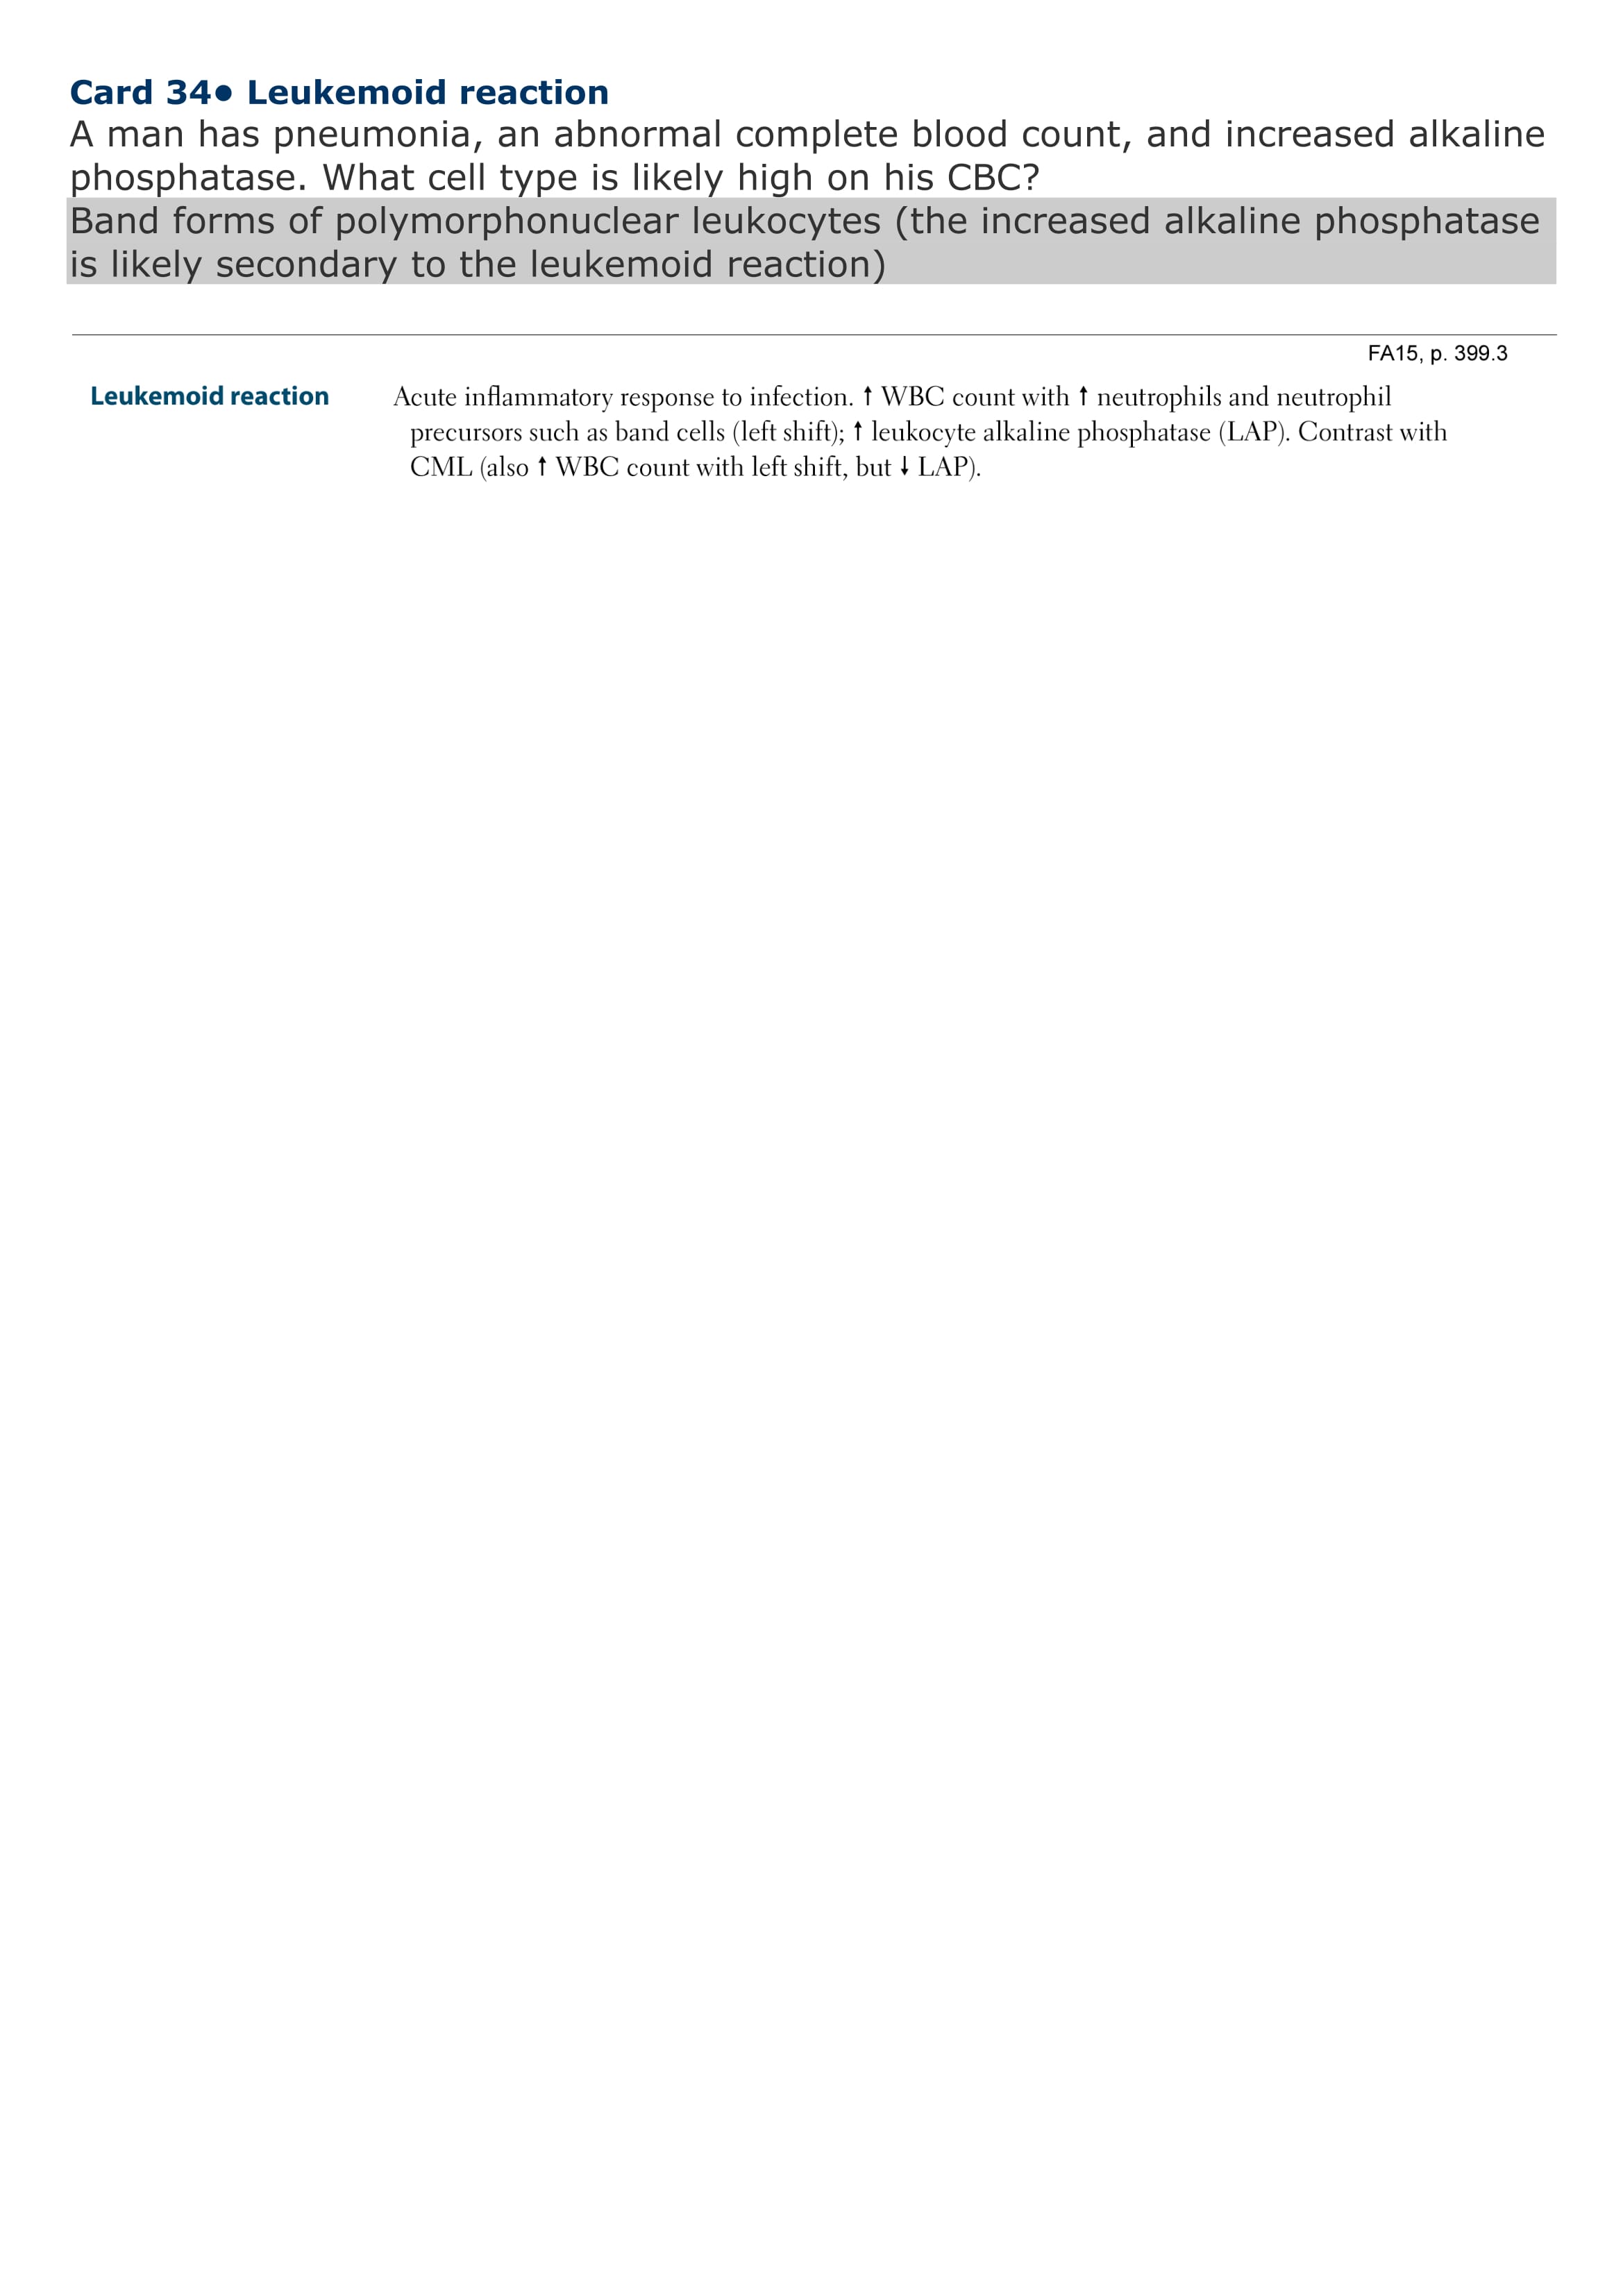 Card 34• Leukemoid reaction
A man has pneumonia, an abnormal complete blood count, and increased alkaline
phosphatase. What cell type is likely high on his CBC?
Band forms of polymorphonuclear leukocytes (the increased alkaline phosphatase
is likely secondary to the leukemoid reaction)
FA15, p. 399.3
Leukemoid reaction Acute inflammatory response to infection. ↑ WBC count with ↑ neutrophils and neutrophil
precursors such as band cells (left shift); ↑ leukocyte alkaline phosphatase (LAP). Contrast with
CML (also ↑ WBC count with left shift, but ↓ LAP).